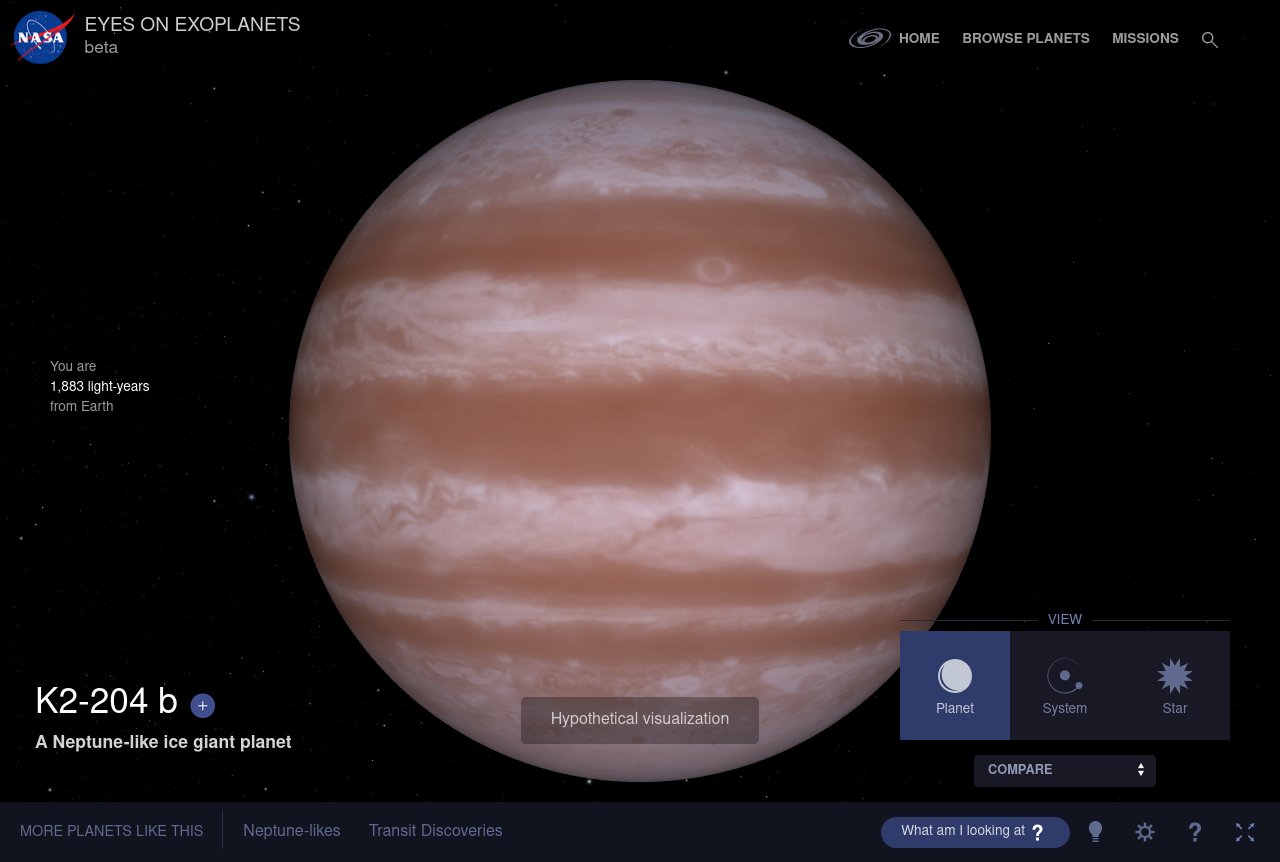 NASA
EYES ON EXOPLANETS
beta
HOME
BROWSE PLANETS
MISSIONS
You are
1,883 light-years
from Earth
VIEW
Planet
System
Star
K2-204 b +
A Neptune-like ice giant planet
Hypothetical visualization
COMPARE
MORE PLANETS LIKE THIS
Neptune-likes
Transit Discoveries
What am I looking at ?
?